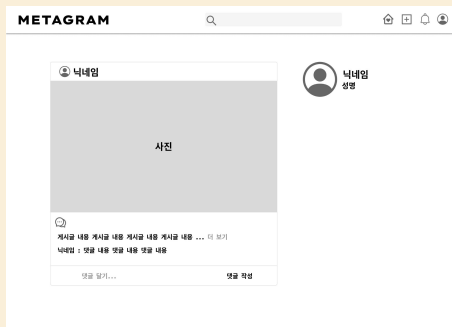 METAGRAM
닉네임
사진
게시글 내용 게시글 내용 게시글 내용 게시글 내용 ... 더 보기
닉네임 : 댓글 내용 댓글 내용 댓글 내용
댓글 달기... 댓글 작성
닉네임
성명